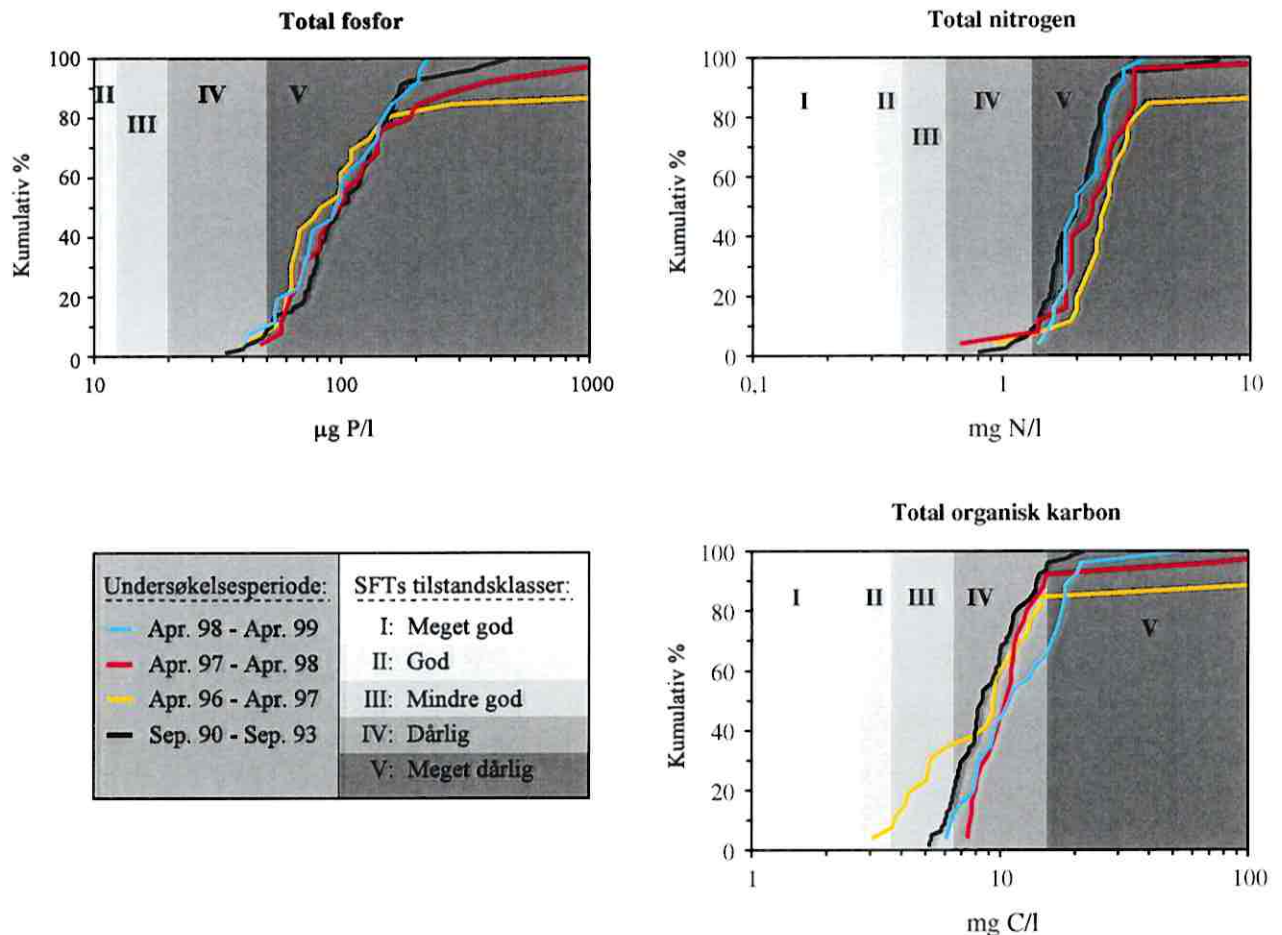 Total fosfor
100
80
60
40
20
0
Kumulativ %
II
III
IV
V
10
100
1000
µg P/l
Total nitrogen
100
80
60
40
20
0
Kumulativ %
I
II
III
IV
V
0,1
1
10
mg N/l
Undersøkelsesperiode:
Apr. 98 - Apr. 99
Apr. 97 - Apr. 98
Apr. 96 - Apr. 97
Sep. 90 - Sep. 93
SFTs tilstandsklasser:
I: Meget god
II: God
III: Mindre god
IV: Dårlig
V: Meget dårlig
Total organisk karbon
100
80
60
40
20
0
Kumulativ %
I
II
III
IV
V
1
10
100
mg C/l